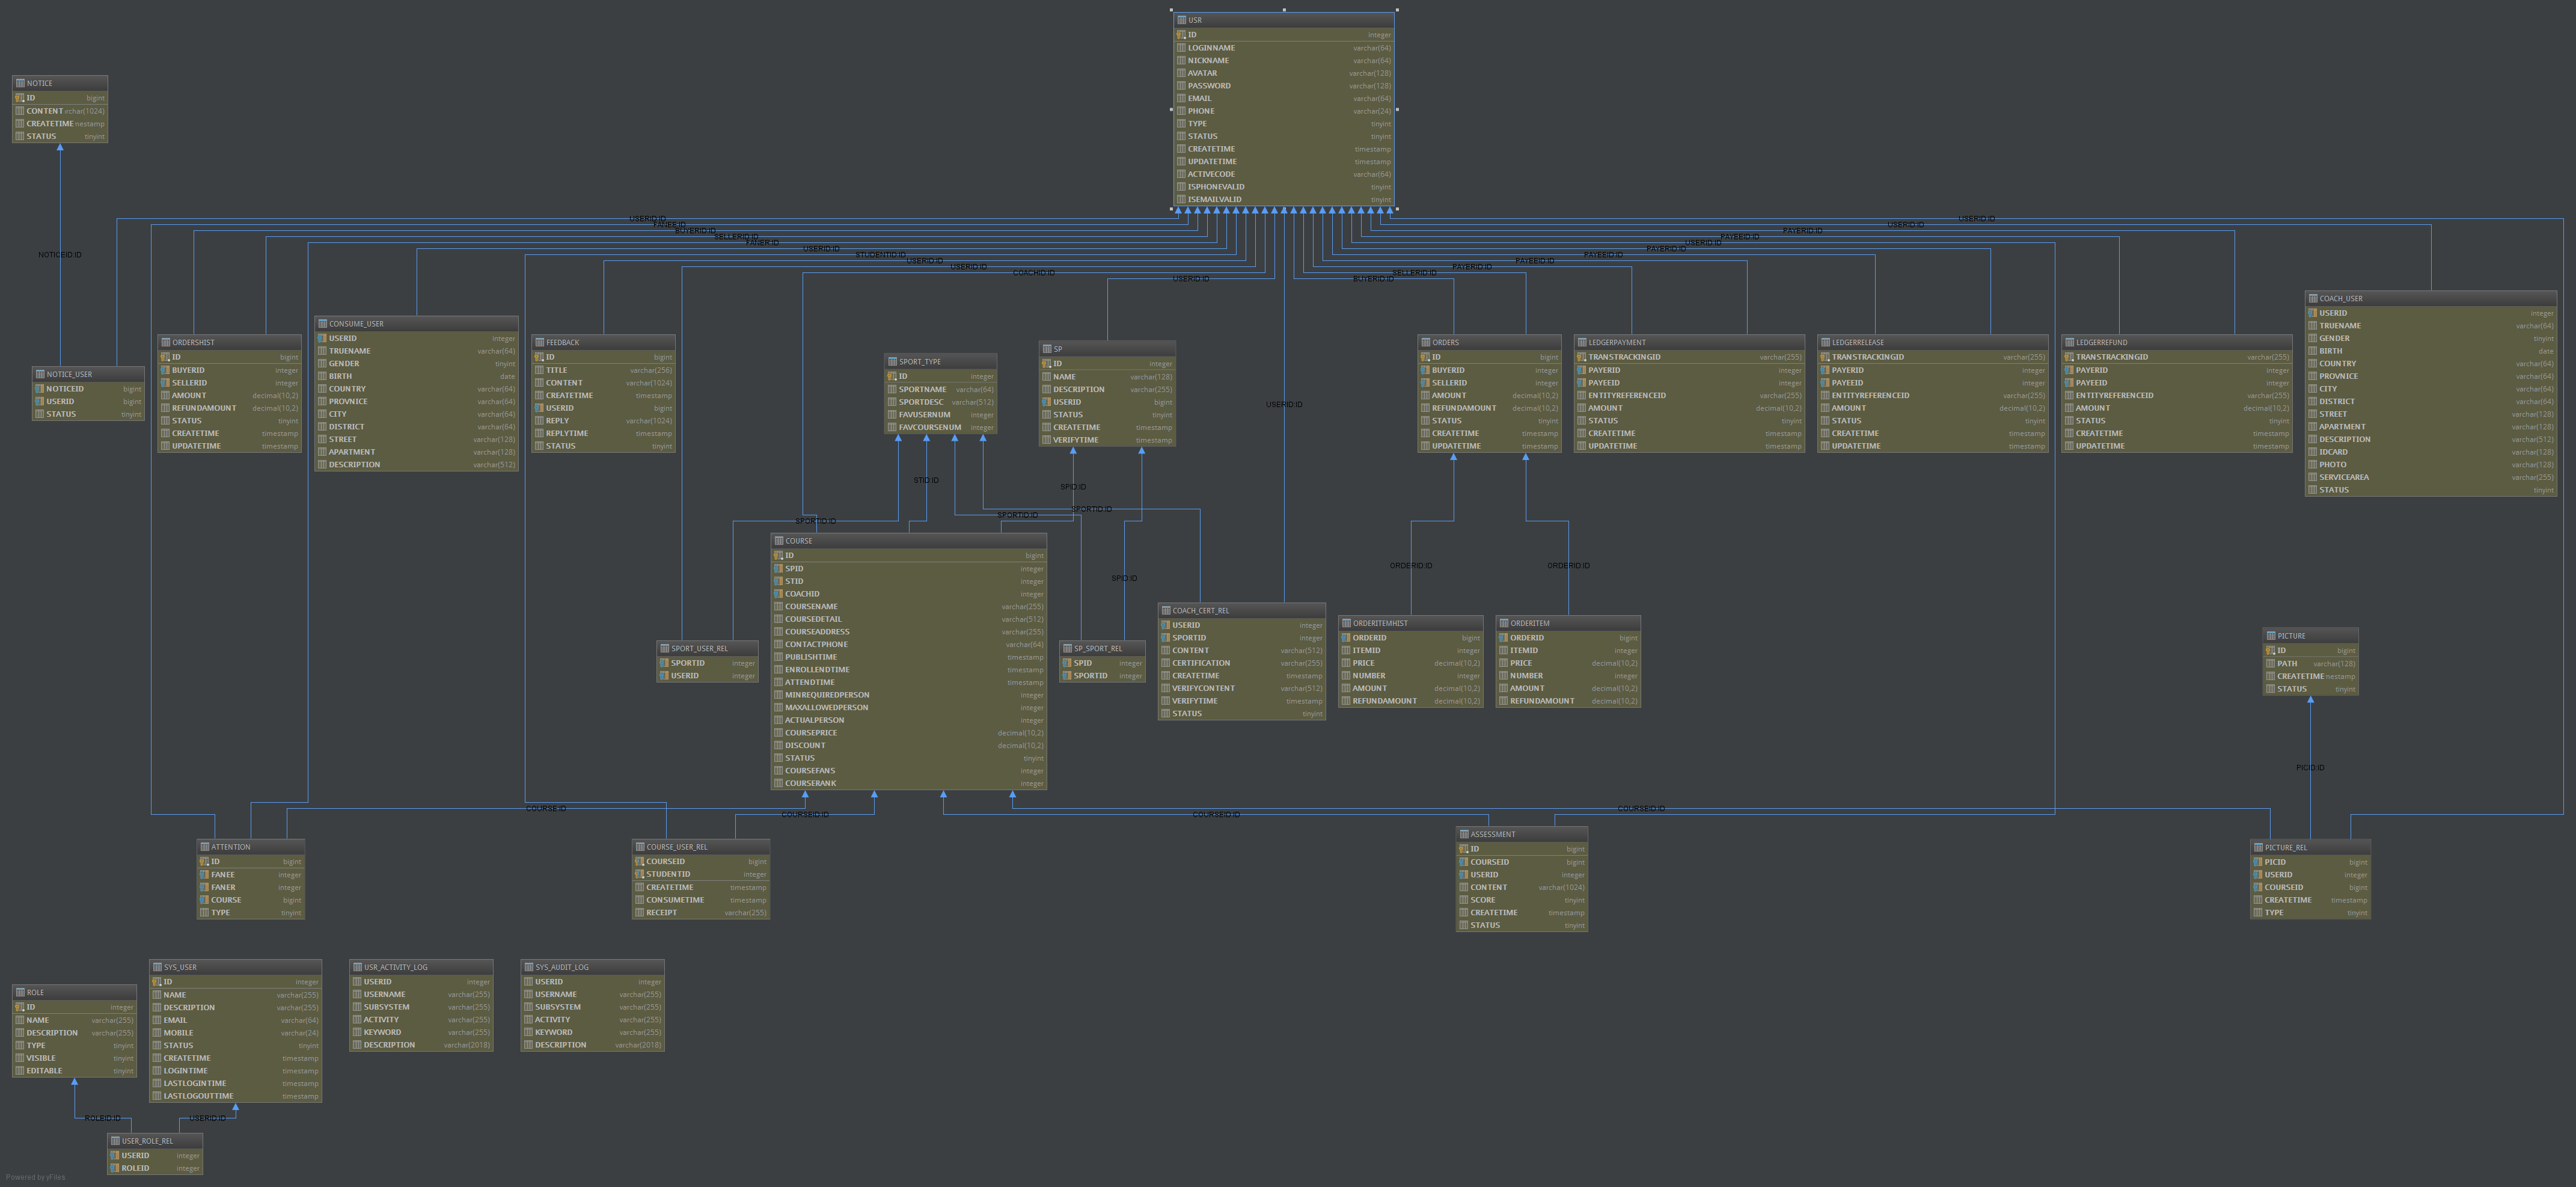 USR
ID integer
LOGINNAME varchar(64)
NICKNAME varchar(64)
AVATAR varchar(128)
PASSWORD varchar(128)
EMAIL varchar(64)
PHONE varchar(24)
TYPE tinyint
STATUS tinyint
CREATETIME timestamp
UPDATETIME timestamp
ACTIVECODE varchar(64)
ISPHONEVALID tinyint
ISEMAILVALID tinyint
NOTICE
ID bigint
CONTENT rchar(1024)
CREATETIME nestamp
STATUS tinyint
USERID:ID
USERID:ID
FANEE:ID
USERID:ID
BUYERID:ID
PAYERID:ID
SELLERID:ID
PAYEEID:ID
FANER:ID
USERID:ID
USERID:ID
PAYERID:ID
NOTICEID:ID
STUDENTID:ID
PAYEEID:ID
USERID:ID
USERID:ID
PAYERID:ID
COACHID:ID
SELLERID:ID
USERID:ID
BUYERID:ID
NOTICE_USER
NOTICEID bigint
USERID bigint
STATUS tinyint
ORDERSHIST
ID bigint
BUYERID integer
SELLERID integer
AMOUNT decimal(10,2)
REFUNDAMOUNT decimal(10,2)
STATUS tinyint
CREATETIME timestamp
UPDATETIME timestamp
CONSUME_USER
USERID integer
TRUENAME varchar(64)
GENDER tinyint
BIRTH date
COUNTRY varchar(64)
PROVNICE varchar(64)
CITY varchar(64)
DISTRICT varchar(64)
STREET varchar(128)
APARTMENT varchar(128)
DESCRIPTION varchar(512)
FEEDBACK
ID bigint
TITLE varchar(256)
CONTENT varchar(1024)
CREATETIME timestamp
USERID bigint
REPLY varchar(1024)
REPLYTIME timestamp
STATUS tinyint
SPORT_TYPE
ID integer
SPORTNAME varchar(64)
SPORTDESC varchar(512)
FAVUSERNUM integer
FAVCOURSENUM integer
SP
ID integer
NAME varchar(128)
DESCRIPTION varchar(255)
USERID bigint
STATUS tinyint
CREATETIME timestamp
VERIFYTIME timestamp
USERID:ID
ORDERS
ID bigint
BUYERID integer
SELLERID integer
AMOUNT decimal(10,2)
REFUNDAMOUNT decimal(10,2)
STATUS tinyint
CREATETIME timestamp
UPDATETIME timestamp
LEDGERPAYMENT
TRANSTRACKINGID varchar(255)
PAYERID integer
PAYEEID integer
ENTITYREFERENCEID varchar(255)
AMOUNT decimal(10,2)
STATUS tinyint
CREATETIME timestamp
UPDATETIME timestamp
LEDGERRELEASE
TRANSTRACKINGID varchar(255)
PAYERID integer
PAYEEID integer
ENTITYREFERENCEID varchar(255)
AMOUNT decimal(10,2)
STATUS tinyint
CREATETIME timestamp
UPDATETIME timestamp
LEDGERREFUND
TRANSTRACKINGID varchar(255)
PAYERID integer
PAYEEID integer
ENTITYREFERENCEID varchar(255)
AMOUNT decimal(10,2)
STATUS tinyint
CREATETIME timestamp
UPDATETIME timestamp
COACH_USER
USERID integer
TRUENAME varchar(64)
GENDER tinyint
BIRTH date
COUNTRY varchar(64)
PROVNICE varchar(64)
CITY varchar(64)
DISTRICT varchar(64)
STREET varchar(128)
APARTMENT varchar(128)
DESCRIPTION varchar(512)
IDCARD varchar(128)
PHOTO varchar(128)
SERVICEAREA varchar(255)
STATUS tinyint
STID:ID
SPID:ID
SPORTID:ID
SPORTID:ID
SPORTID:ID
SPID:ID
ORDERID:ID
ORDERID:ID
COURSE
ID bigint
SPID integer
STID integer
COACHID integer
COURSENAME varchar(255)
COURSEDETAIL varchar(512)
COURSEADDRESS varchar(255)
CONTACTPHONE varchar(64)
PUBLISHTIME timestamp
ENROLLENDTIME timestamp
ATTENDTIME timestamp
MINREQUIREDPERSON integer
MAXALLOWEDPERSON integer
ACTUALPERSON integer
COURSEPRICE decimal(10,2)
DISCOUNT decimal(10,2)
STATUS tinyint
COURSEFANS integer
COURSERANK integer
SPORT_USER_REL
SPORTID integer
USERID integer
SP_SPORT_REL
SPID integer
SPORTID integer
COACH_CERT_REL
USERID integer
SPORTID integer
CONTENT varchar(512)
CERTIFICATION varchar(255)
CREATETIME timestamp
VERIFYCONTENT varchar(512)
VERIFYTIME timestamp
STATUS tinyint
ORDERITEMHIST
ORDERID bigint
ITEMID integer
PRICE decimal(10,2)
NUMBER integer
AMOUNT decimal(10,2)
REFUNDAMOUNT decimal(10,2)
ORDERITEM
ORDERID bigint
ITEMID integer
PRICE decimal(10,2)
NUMBER integer
AMOUNT decimal(10,2)
REFUNDAMOUNT decimal(10,2)
PICTURE
ID bigint
PATH varchar(128)
CREATETIME nestamp
STATUS tinyint
PICID:ID
COURSE:ID
COURSEID:ID
COURSEID:ID
COURSEID:ID
ATTENTION
ID bigint
FANEE integer
FANER integer
COURSE bigint
TYPE tinyint
COURSE_USER_REL
COURSEID bigint
STUDENTID integer
CREATETIME timestamp
CONSUMETIME timestamp
RECEIPT varchar(255)
ASSESSMENT
ID bigint
COURSEID bigint
USERID integer
CONTENT varchar(1024)
SCORE tinyint
CREATETIME timestamp
STATUS tinyint
PICTURE_REL
PICID bigint
USERID integer
COURSEID bigint
CREATETIME timestamp
TYPE tinyint
ROLE
ID integer
NAME varchar(255)
DESCRIPTION varchar(255)
TYPE tinyint
VISIBLE tinyint
EDITABLE tinyint
SYS_USER
ID integer
NAME varchar(255)
DESCRIPTION varchar(255)
EMAIL varchar(64)
MOBILE varchar(24)
STATUS tinyint
CREATETIME timestamp
LOGINTIME timestamp
LASTLOGINTIME timestamp
LASTLOGOUTTIME timestamp
USR_ACTIVITY_LOG
USERID integer
USERNAME varchar(255)
SUBSYSTEM varchar(255)
ACTIVITY varchar(255)
KEYWORD varchar(255)
DESCRIPTION varchar(2018)
SYS_AUDIT_LOG
USERID integer
USERNAME varchar(255)
SUBSYSTEM varchar(255)
ACTIVITY varchar(255)
KEYWORD varchar(255)
DESCRIPTION varchar(2018)
ROLEID:ID
USERID:ID
USER_ROLE_REL
USERID integer
ROLEID integer
Powered by yFiles